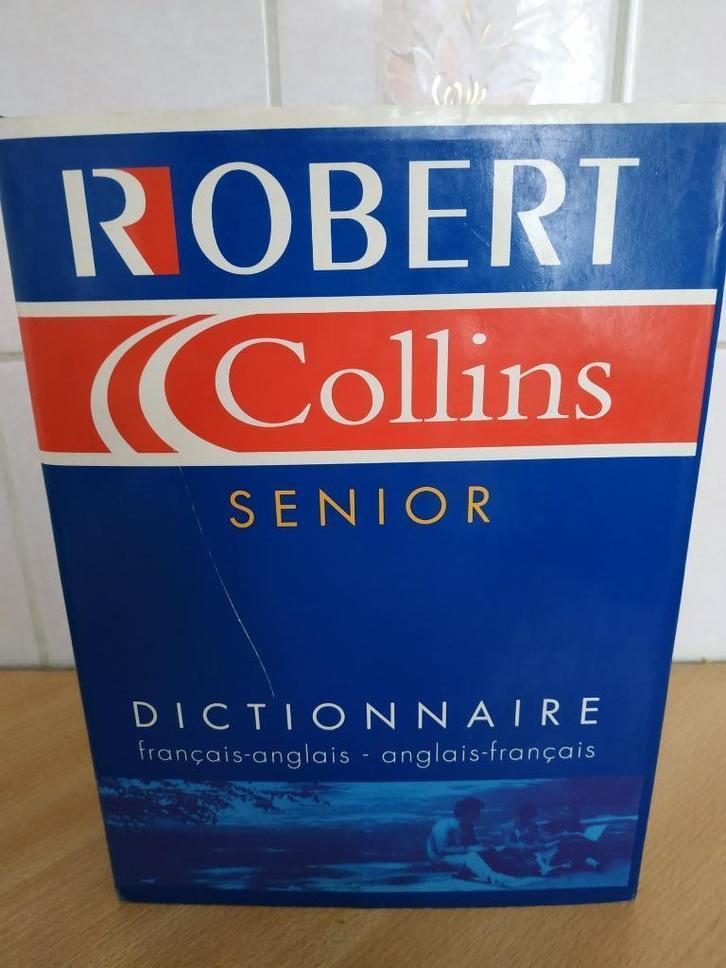 ROBERT
Collins
SENIOR
DICTIONNAIRE
français-anglais - anglais-français